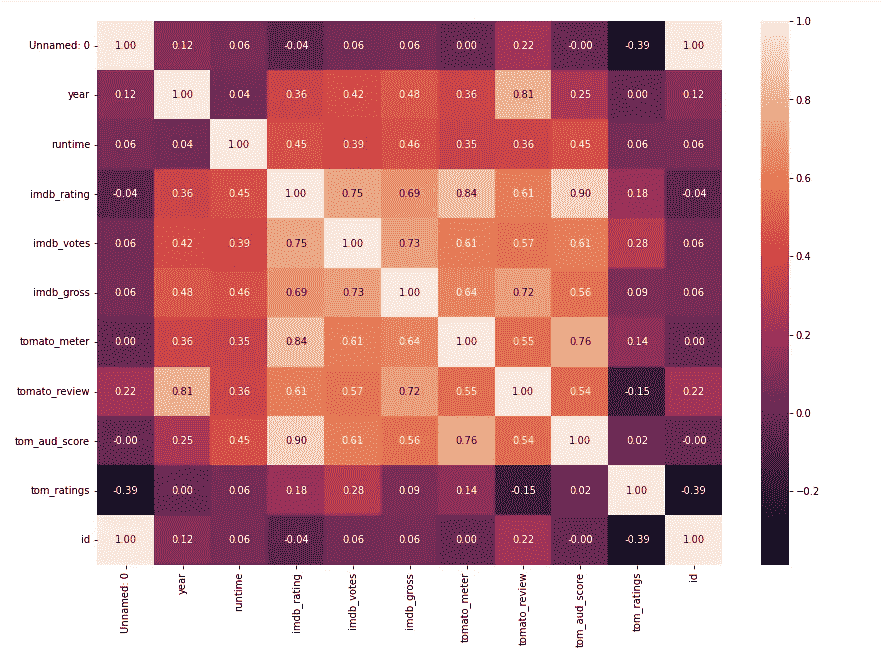 Unnamed: 0 1.00 0.12 0.06 -0.04 0.06 0.06 0.00 0.22 -0.00 -0.39 1.00 1.0
year 0.12 1.00 0.04 0.36 0.42 0.48 0.36 0.81 0.25 0.00 0.12 0.8
runtime 0.06 0.04 1.00 0.45 0.39 0.46 0.35 0.36 0.45 0.06 0.06
imdb_rating -0.04 0.36 0.45 1.00 0.75 0.69 0.84 0.61 0.90 0.18 -0.04 0.6
imdb_votes 0.06 0.42 0.39 0.75 1.00 0.73 0.61 0.57 0.61 0.28 0.06 0.4
imdb_gross 0.06 0.48 0.46 0.69 0.73 1.00 0.64 0.72 0.56 0.09 0.06
tomato_meter 0.00 0.36 0.35 0.84 0.61 0.64 1.00 0.55 0.76 0.14 0.00 0.2
tomato_review 0.22 0.81 0.36 0.61 0.57 0.72 0.55 1.00 0.54 -0.15 0.22 0.0
tom_aud_score -0.00 0.25 0.45 0.90 0.61 0.56 0.76 0.54 1.00 0.02 -0.00
tom_ratings -0.39 0.00 0.06 0.18 0.28 0.09 0.14 -0.15 0.02 1.00 -0.39 −0.2
id 1.00 0.12 0.06 -0.04 0.06 0.06 0.00 0.22 -0.00 -0.39 1.00
Unnamed: 0
year
runtime
imdb_rating
imdb_votes
imdb_gross
tomato_meter
tomato_review
tom_aud_score
tom_ratings
id